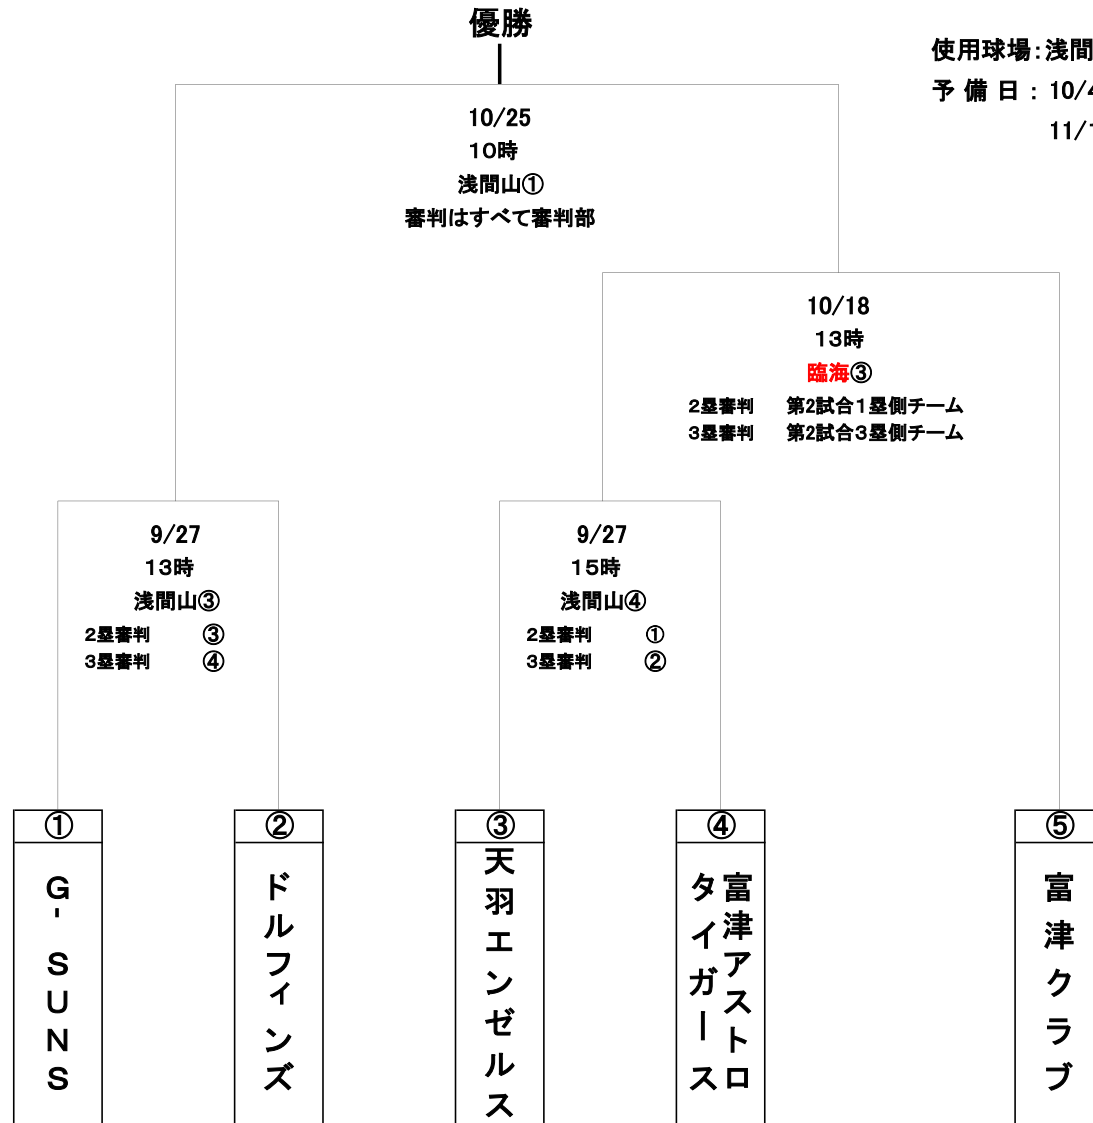 優勝
使用球場：浅間
予 備 日 ： 10/4
11/1
10/25
10時
浅間山①
審判はすべて審判部
10/18
13時
臨海③
2塁審判 第2試合1塁側チーム
3塁審判 第2試合3塁側チーム
9/27
13時
浅間山③
2塁審判 ③
3塁審判 ④
9/27
15時
浅間山④
2塁審判 ①
3塁審判 ②
①
G'SUNS
②
ドルフィンズ
③
天羽エンゼルス
④
富津アストロ
タイガース
⑤
富津クラブ